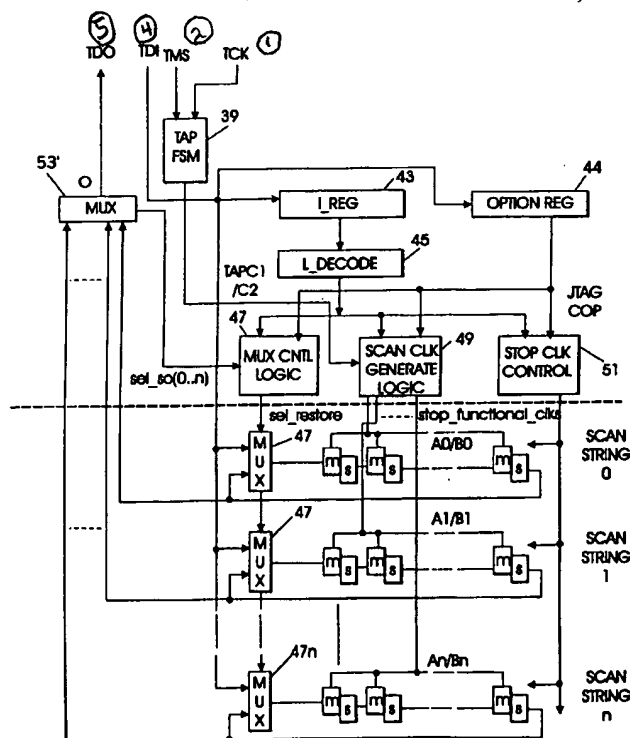 5 4 2 1
TDO TDI TMS TCK
39
TAP FSM
53'
O
MUX
43
I_REG
44
OPTION REG
45
I_DECODE
TAPC1 /C2
JTAG COP
47
MUX CNTL LOGIC
49
SCAN CLK GENERATE LOGIC
STOP CLK CONTROL
51
sel_so(0..n)
sel_restore
stop_functional_clks
47
MUX
m s m s m s
A0/B0
SCAN STRING 0
47
MUX
m s m s m s
A1/B1
SCAN STRING 1
47n
MUX
m s m s m s
An/Bn
SCAN STRING n